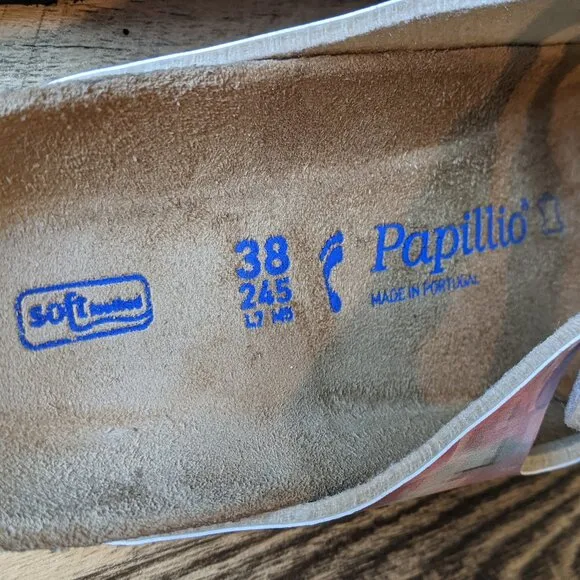 soft footbed
38
245
L7 M5
Papillio
MADE IN PORTUGAL